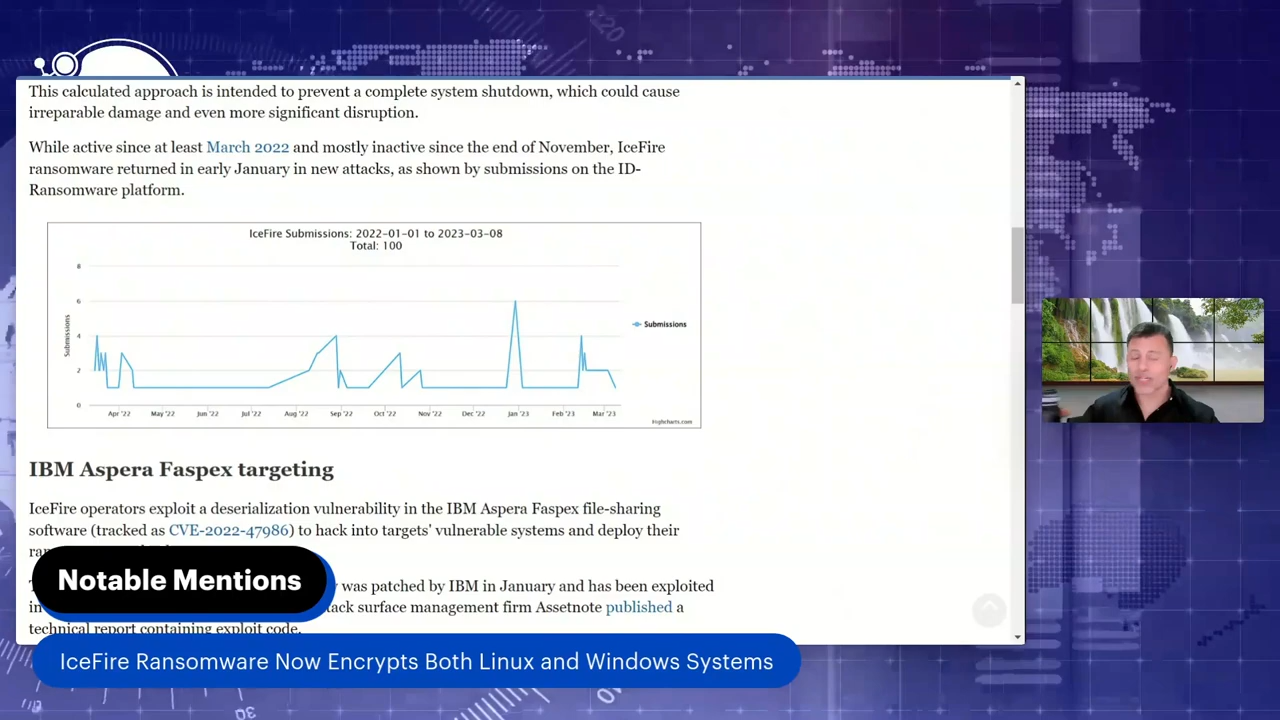 This calculated approach is intended to prevent a complete system shutdown, which could cause
irreparable damage and even more significant disruption.
While active since at least March 2022 and mostly inactive since the end of November, IceFire
ransomware returned in early January in new attacks, as shown by submissions on the ID-
Ransomware platform.
IceFire Submissions: 2022-01-01 to 2023-03-08
Total: 100
Submissions
8
6
4
2
0
Apr '22 May '22 Jun '22 Jul '22 Aug '22 Sep '22 Oct '22 Nov '22 Dec '22 Jan '23 Feb '23 Mar '23
Submissions
Highcharts.com
IBM Aspera Faspex targeting
IceFire operators exploit a deserialization vulnerability in the IBM Aspera Faspex file-sharing
software (tracked as CVE-2022-47986) to hack into targets' vulnerable systems and deploy their
was patched by IBM in January and has been exploited
in
surface management firm Assetnote published a
technical report containing exploit code.
Notable Mentions
IceFire Ransomware Now Encrypts Both Linux and Windows Systems